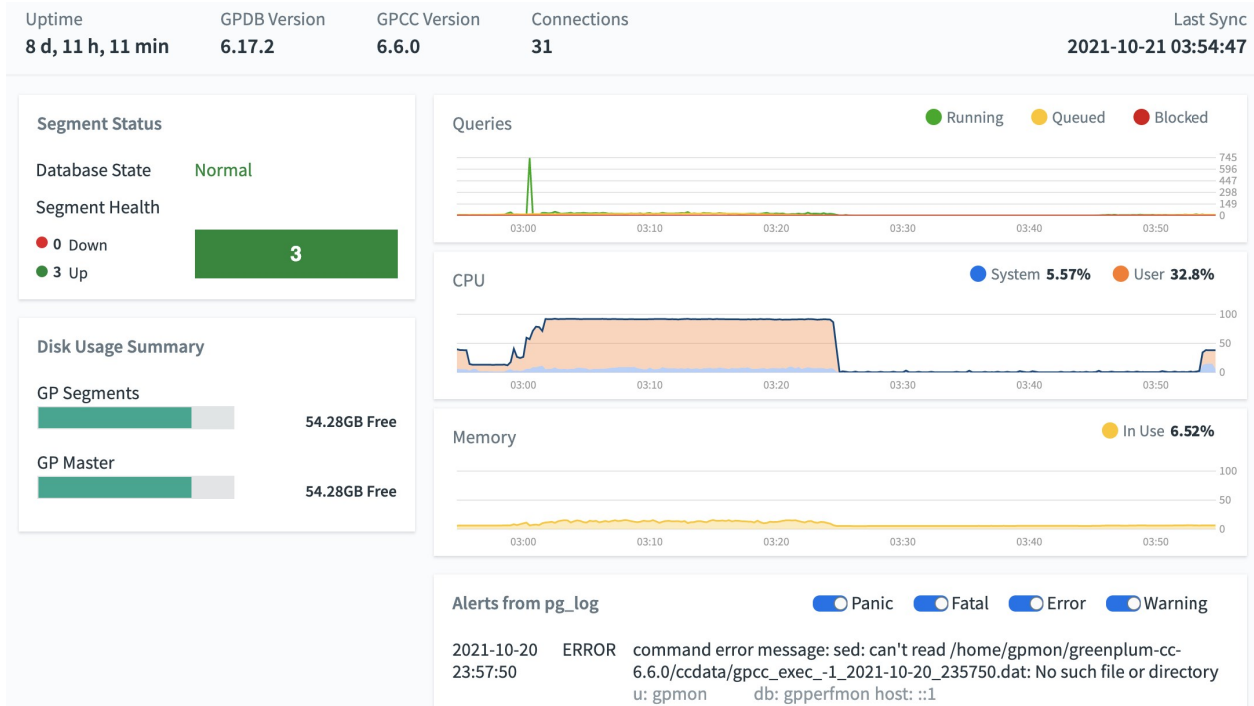 Uptime GPDB Version GPCC Version Connections Last Sync
8 d, 11 h, 11 min 6.17.2 6.6.0 31 2021-10-21 03:54:47
Segment Status
Database State Normal
Segment Health
0 Down
3 Up
3
Disk Usage Summary
GP Segments
54.28GB Free
GP Master
54.28GB Free
Queries Running Queued Blocked
745
596
447
298
149
0
03:00 03:10 03:20 03:30 03:40 03:50
CPU System 5.57% User 32.8%
100
50
0
03:00 03:10 03:20 03:30 03:40 03:50
Memory In Use 6.52%
100
50
0
03:00 03:10 03:20 03:30 03:40 03:50
Alerts from pg_log Panic Fatal Error Warning
2021-10-20 ERROR command error message: sed: can't read /home/gpmon/greenplum-cc-
23:57:50 6.6.0/ccdata/gpcc_exec_-1_2021-10-20_235750.dat: No such file or directory
u: gpmon db: gpperfmon host: ::1